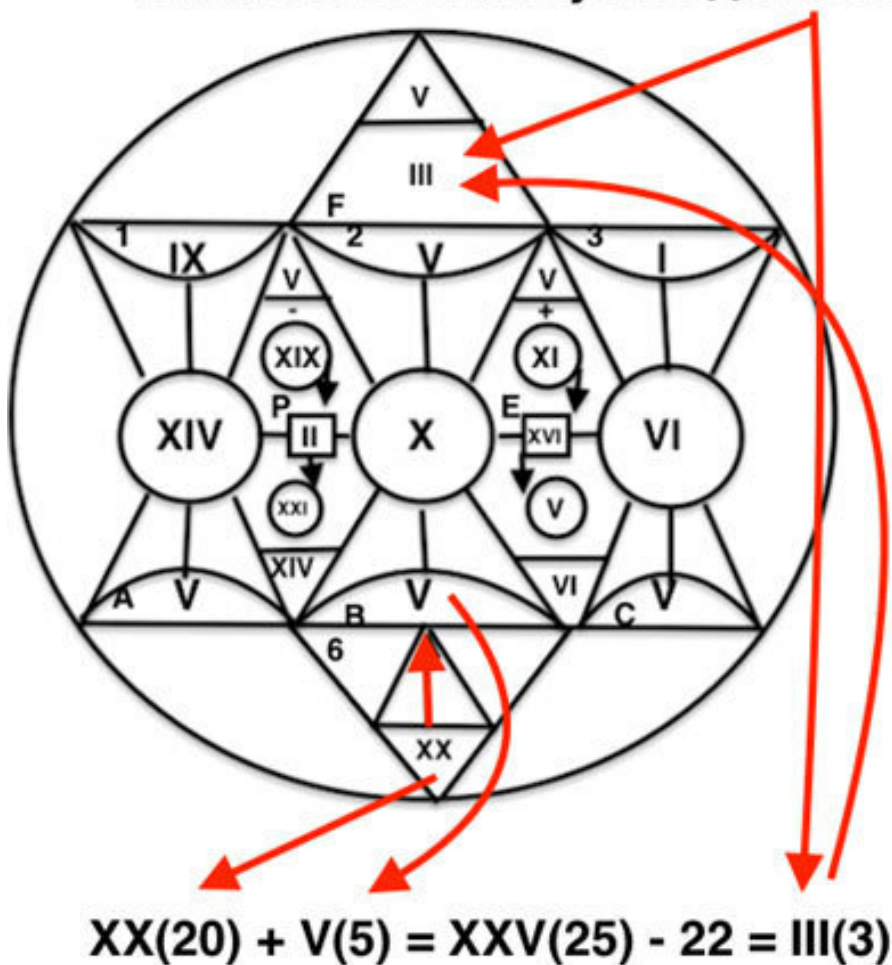 V
III
F
1 2 3
IX V I
V V
- +
XIX XI
P E
XIV II X XVI VI
XXI V
XIV VI
A V B V C V
6
XX
XX(20) + V(5) = XXV(25) - 22 = III(3)